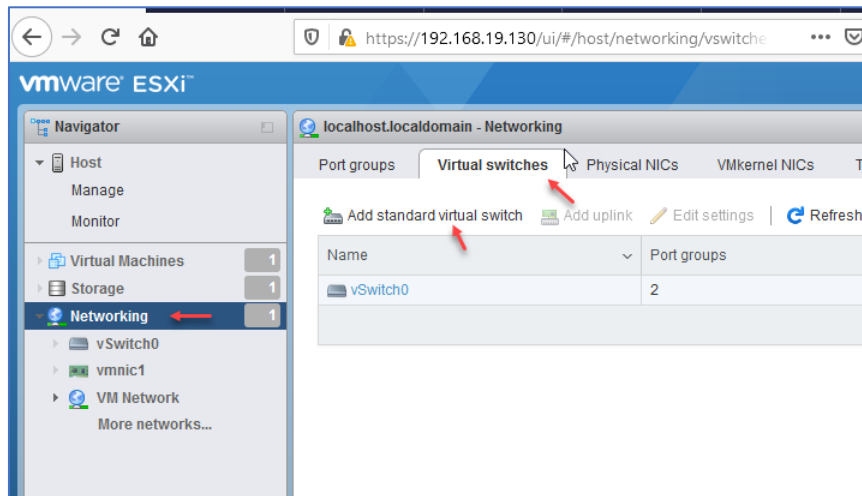 https://192.168.19.130/ui/#/host/networking/vswitche
vmware ESXi™
Navigator
localhost.localdomain - Networking
Host
Manage
Monitor
Virtual Machines 1
Storage 1
Networking 1
vSwitch0
vmnic1
VM Network
More networks...
Port groups Virtual switches Physical NICs VMkernel NICs T
Add standard virtual switch Add uplink Edit settings Refresh
Name Port groups
vSwitch0 2